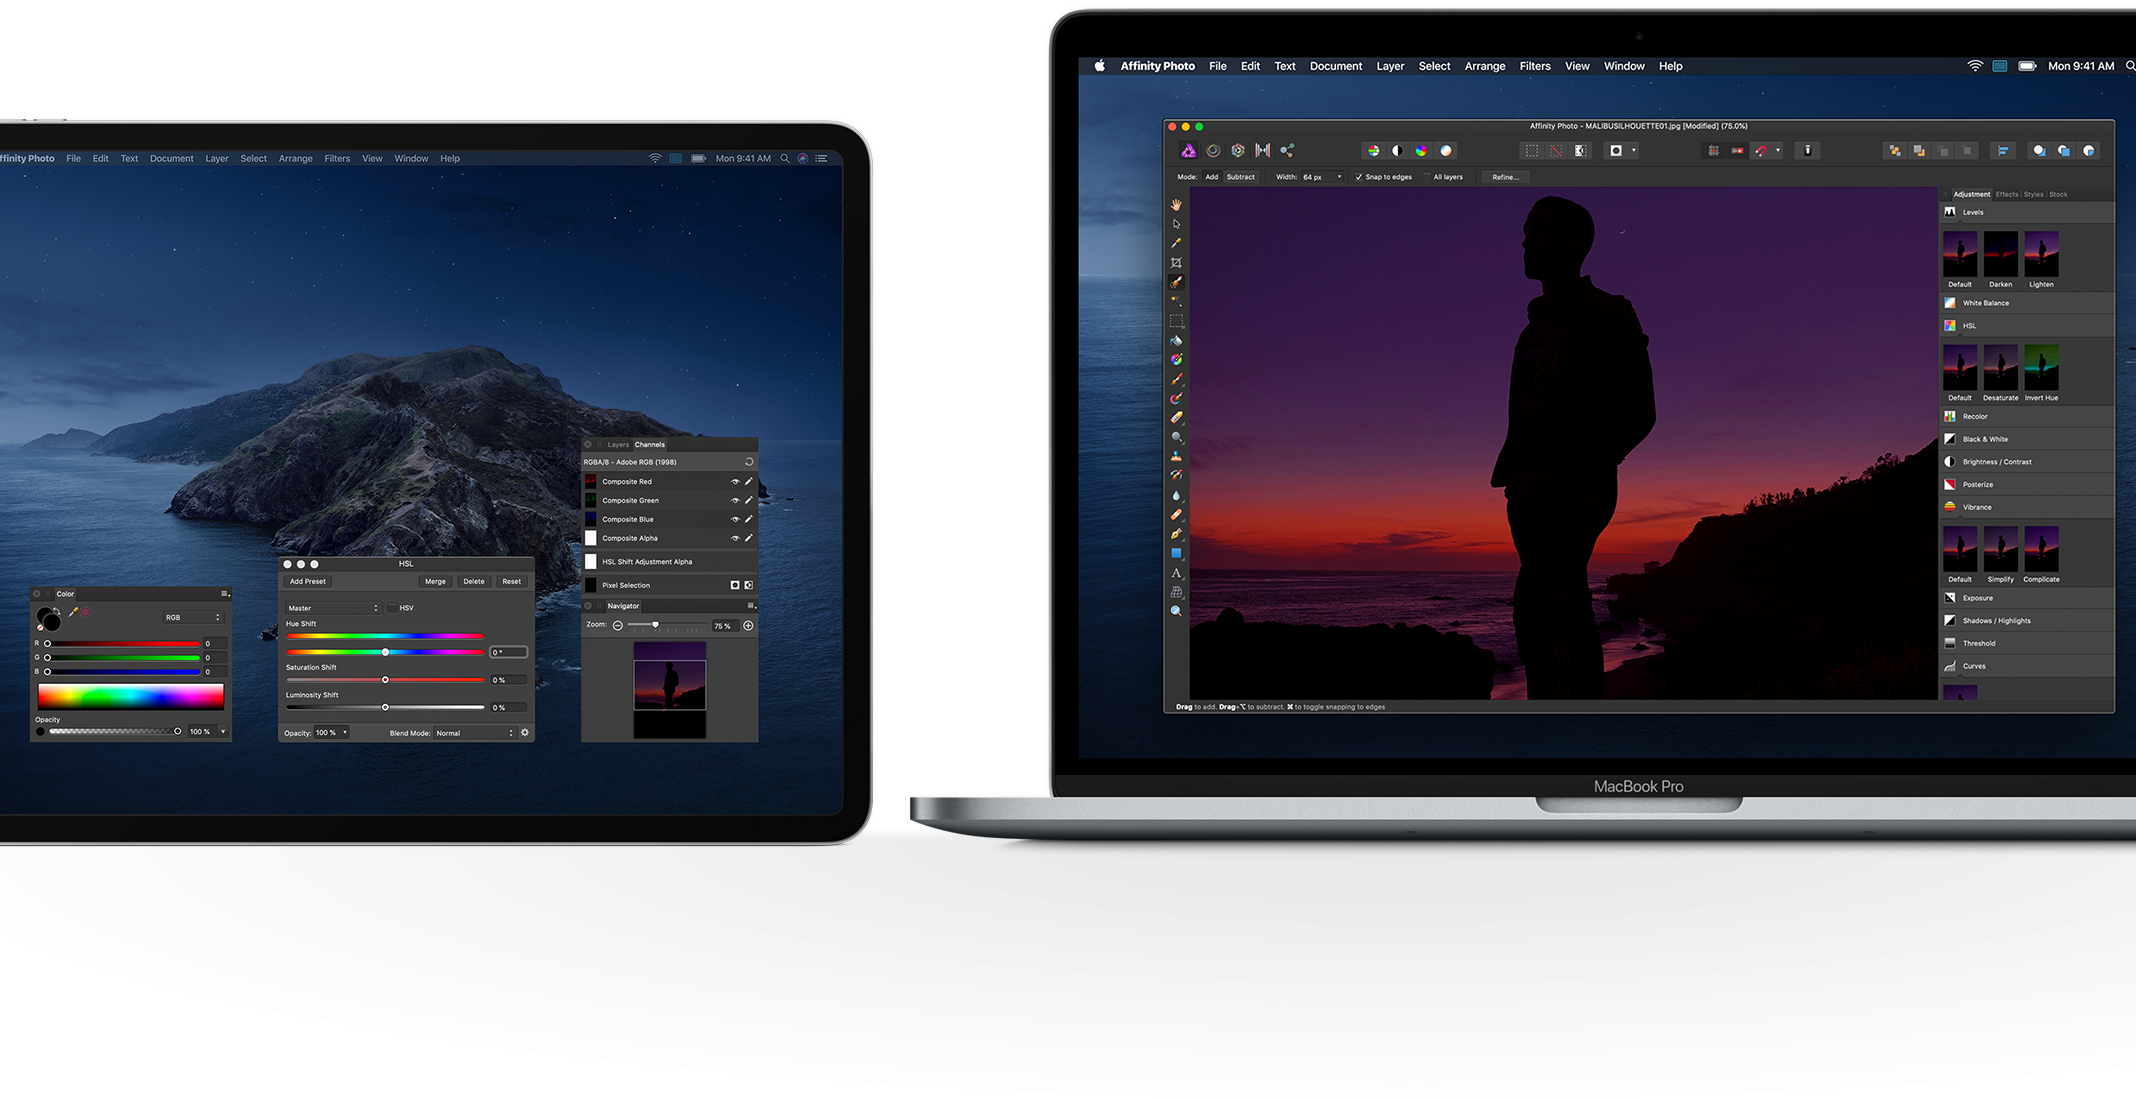 ffinity Photo File Edit Text Document Layer Select Arrange Filters View Window Help Mon 9:41 AM
Layers Channels
RGBA/8 - Adobe RGB (1998)
Composite Red
Composite Green
Composite Blue
Composite Alpha
HSL Shift Adjustment Alpha
Pixel Selection
Navigator
Zoom: 75 %
HSL
Add Preset Merge Delete Reset
Master HSV
Hue Shift
0 °
Saturation Shift
0 %
Luminosity Shift
0 %
Opacity: 100 % Blend Mode: Normal
Color
RGB
R 0
G 0
B 0
Opacity
100 %
Affinity Photo File Edit Text Document Layer Select Arrange Filters View Window Help Mon 9:41 AM
Affinity Photo - MALIBUSILHOUETTE01.jpg [Modified] (75.0%)
Mode: Add Subtract Width: 64 px Snap to edges All layers Refine...
Adjustment Effects Styles Stock
Levels
Default Darken Lighten
White Balance
HSL
Default Desaturate Invert Hue
Recolor
Black & White
Brightness / Contrast
Posterize
Vibrance
Default Simplify Complicate
Exposure
Shadows / Highlights
Threshold
Curves
Drag to add. Drag+⌥ to subtract. ⌘ to toggle snapping to edges
MacBook Pro